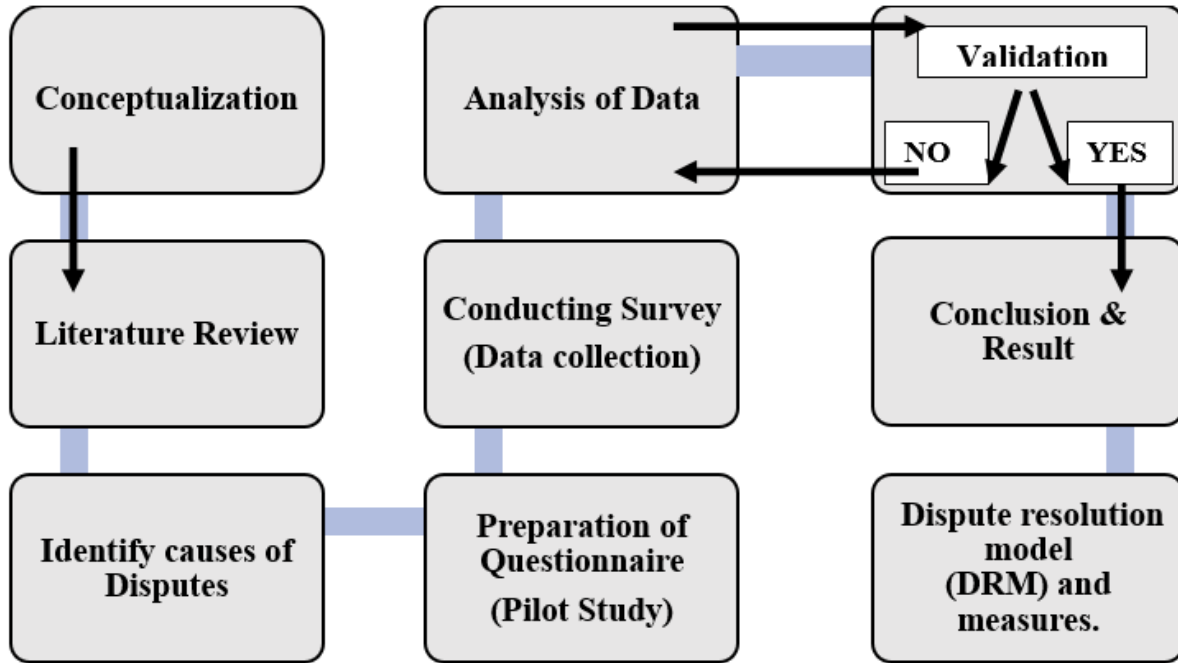 Conceptualization
Literature Review
Identify causes of
Disputes
Preparation of
Questionnaire
(Pilot Study)
Conducting Survey
(Data collection)
Analysis of Data
Validation
NO
YES
Conclusion &
Result
Dispute resolution
model
(DRM) and
measures.